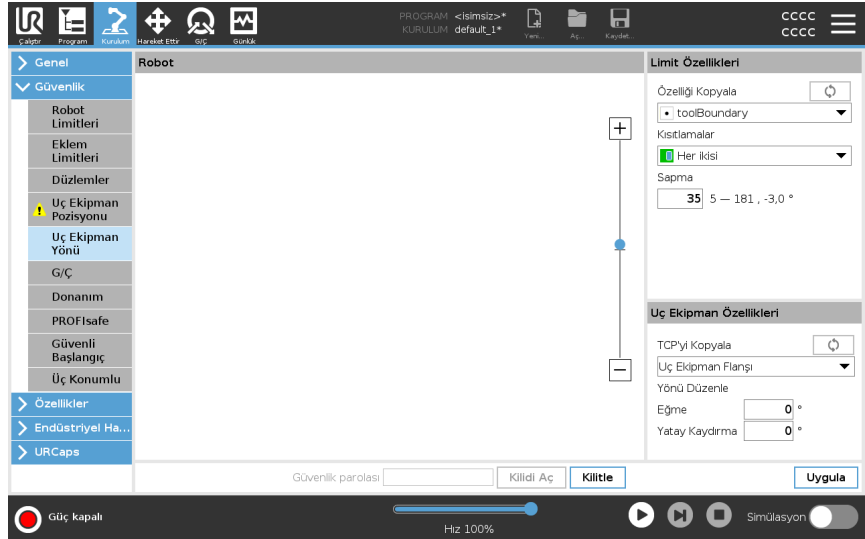 UR
PROGRAM <isimsiz>*
KURULUM default_1*
cccc
cccc
Çalıştır
Program
Kurulum
Hareket Ettir
G/Ç
Günlük
Yeni...
Aç...
Kaydet...
Genel
Güvenlik
Robot
Limitleri
Eklem
Limitleri
Düzlemler
Uç Ekipman
Pozisyonu
Uç Ekipman
Yönü
G/Ç
Donanım
PROFIsafe
Güvenli
Başlangıç
Üç Konumlu
Özellikler
Endüstriyel Ha...
URCaps
Robot
Limit Özellikleri
Özelliği Kopyala
toolBoundary
Kısıtlamalar
Her ikisi
Sapma
35 5 — 181 , -3,0 °
Uç Ekipman Özellikleri
TCP'yi Kopyala
Uç Ekipman Flanşı
Yönü Düzenle
Eğme 0 °
Yatay Kaydırma 0 °
Güvenlik parolası
Kilidi Aç
Kilitle
Uygula
Güç kapalı
Hız 100%
Simülasyon